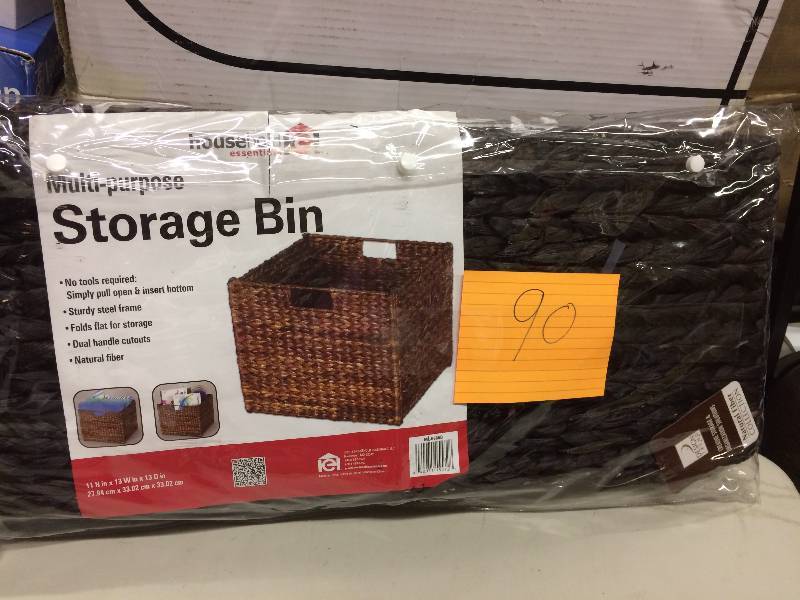 household
essentials
Multi-purpose
Storage Bin
• No tools required:
Simply pull open & insert bottom
• Sturdy steel frame
• Folds flat for storage
• Dual handle cutouts
• Natural fiber
90
11 H in x 13 W in x 13 D in
27.94 cm x 33.02 cm x 33.02 cm